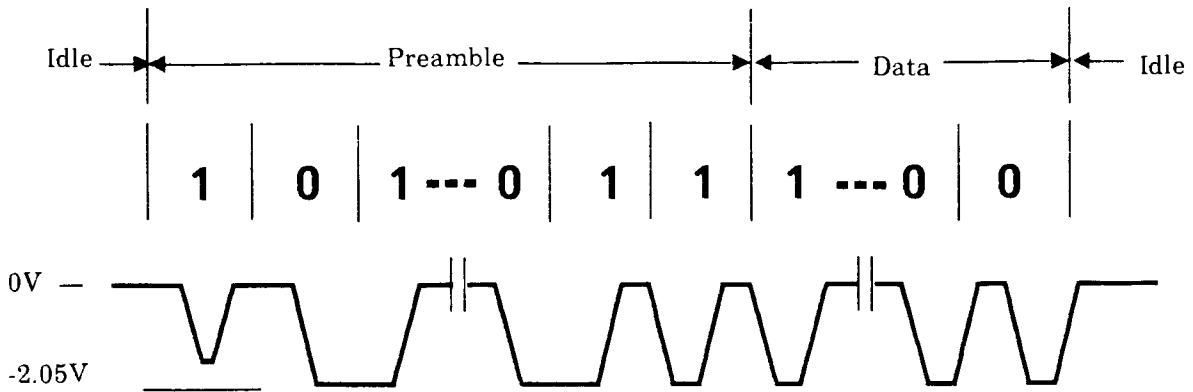 Idle Preamble Data Idle
1 0 1 --- 0 1 1 1 --- 0 0
0V —
-2.05V